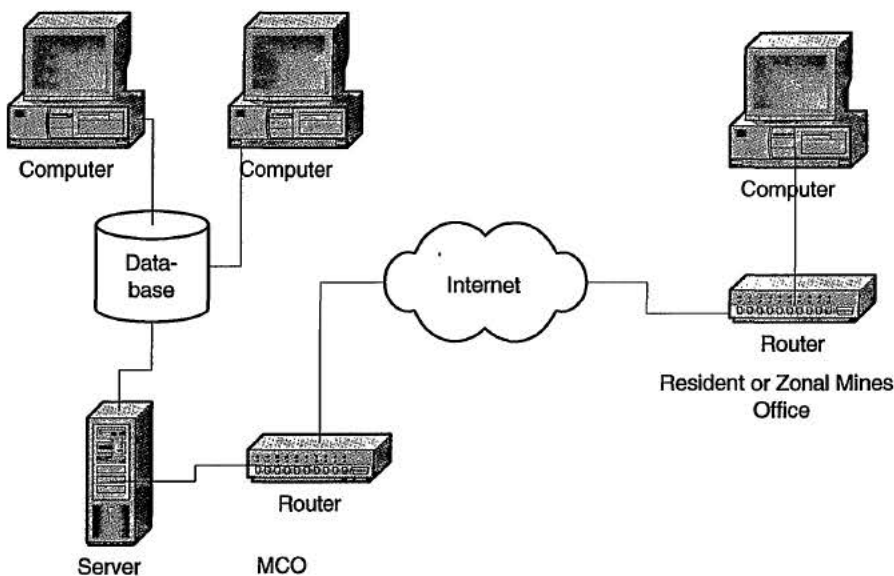 Computer
Computer
Computer
Data-
base
Internet
Router
Resident or Zonal Mines
Office
Router
Server
MCO